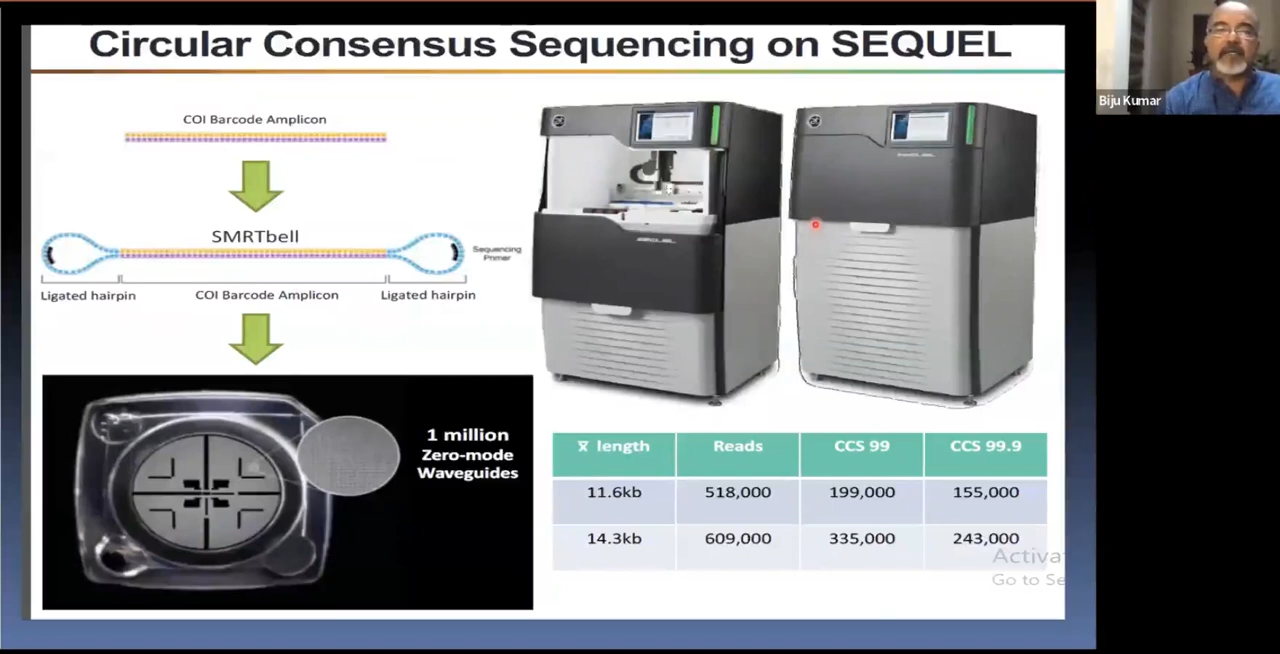 Circular Consensus Sequencing on SEQUEL
Biju Kumar
COI Barcode Amplicon
SMRTbell
Sequencing
Primer
Ligated hairpin
COI Barcode Amplicon
Ligated hairpin
1 million
Zero-mode
Waveguides
SEQUEL
SEQUEL
X̄ length Reads CCS 99 CCS 99.9
11.6kb 518,000 199,000 155,000
14.3kb 609,000 335,000 243,000
Activa
Go to Se